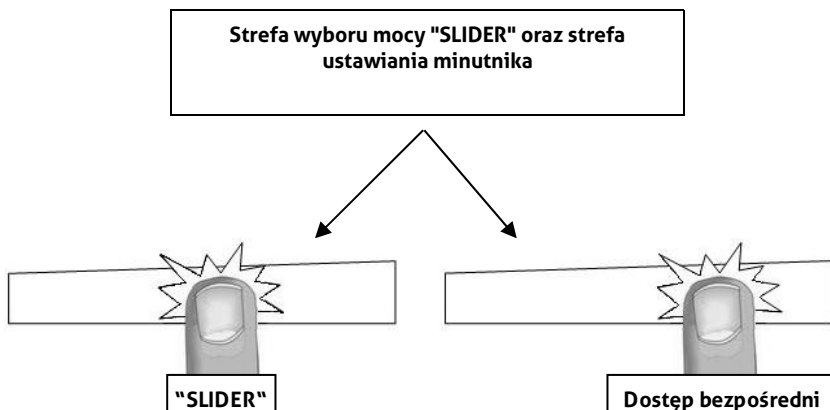 Strefa wyboru mocy "SLIDER" oraz strefa
ustawiania minutnika
“SLIDER“
Dostęp bezpośredni